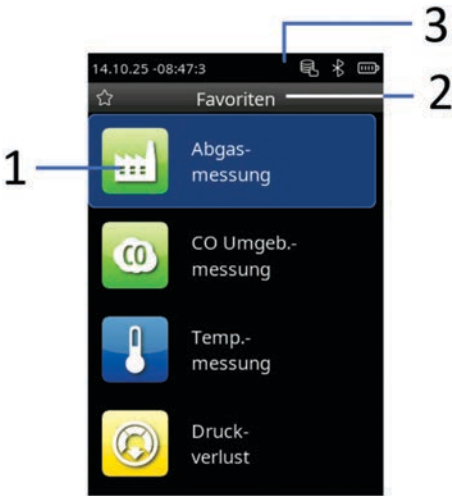 3
14.10.25 -08:47:3
Favoriten
2
1
Abgas-
messung
CO
CO Umgeb.-
messung
Temp.-
messung
Druck-
verlust